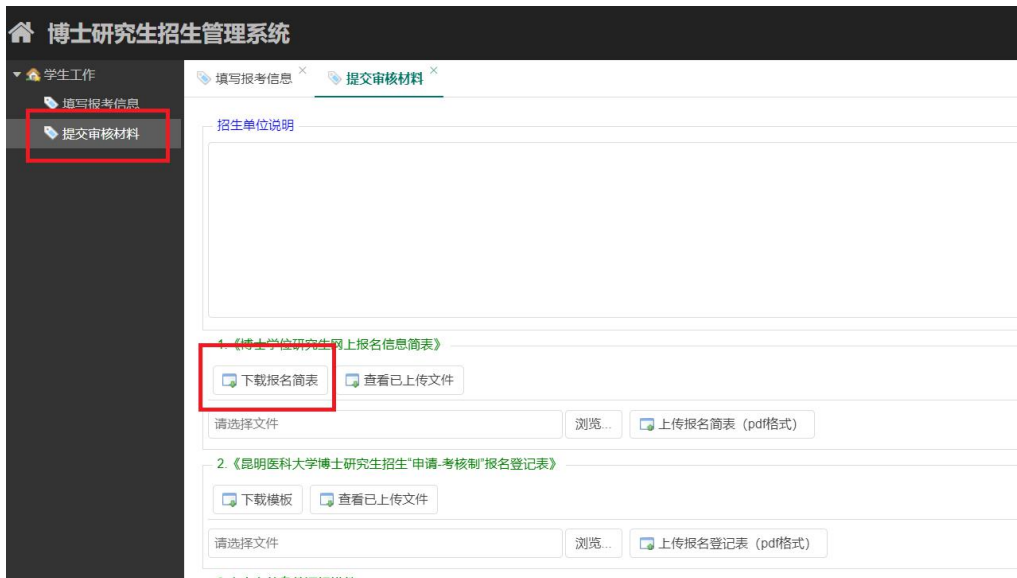 博士研究生招生管理系统
学生工作
填写报考信息
提交审核材料
填写报考信息 × 提交审核材料 ×
招生单位说明
1.《博士学位研究生网上报名信息简表》
下载报名简表 查看已上传文件
请选择文件 浏览... 上传报名简表（pdf格式）
2.《昆明医科大学博士研究生招生"申请-考核制"报名登记表》
下载模板 查看已上传文件
请选择文件 浏览... 上传报名登记表（pdf格式）